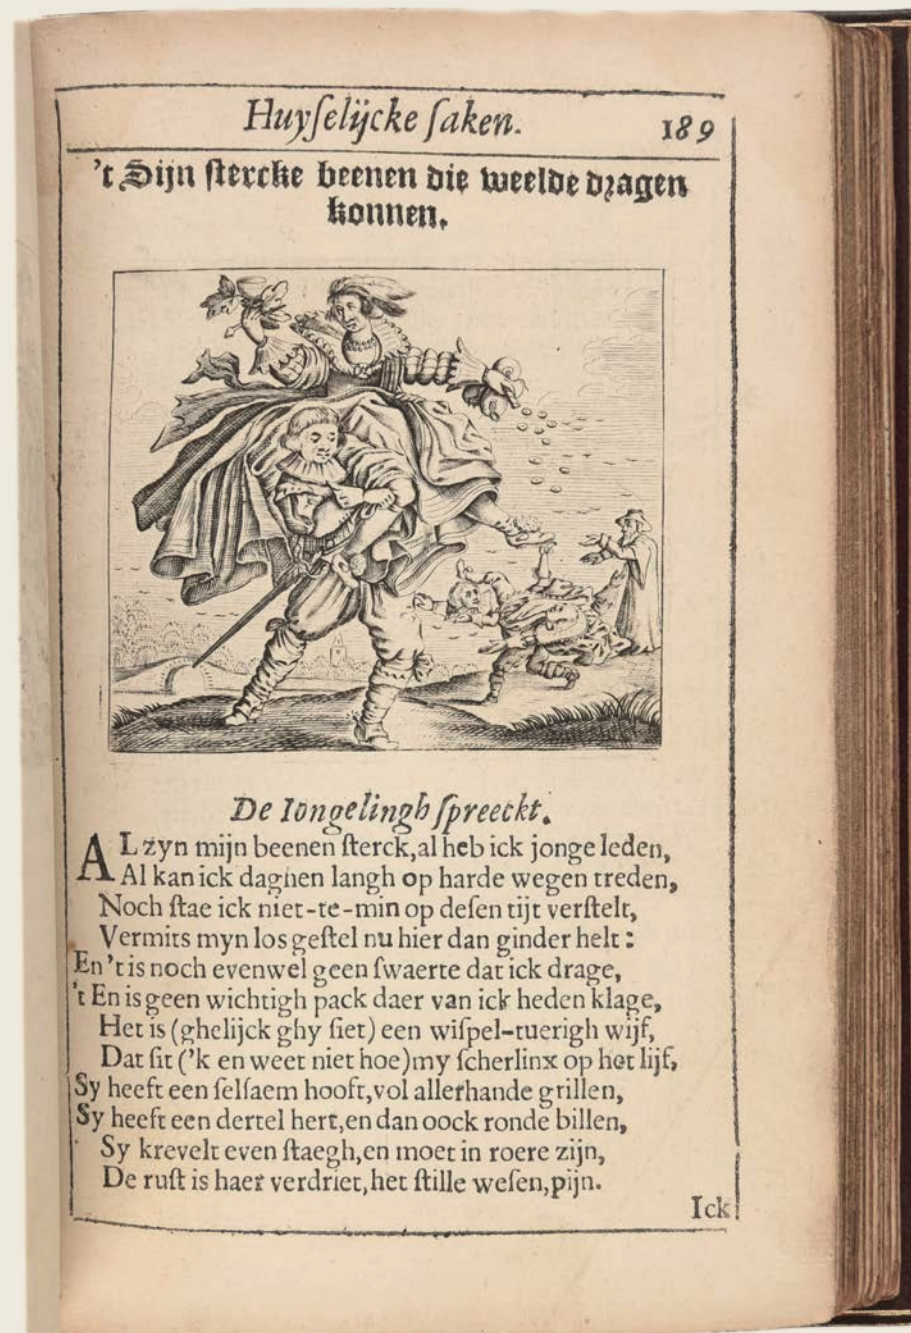 Huyſelijcke ſaken. 189
't Sijn ſtercke beenen die weelde dragen
konnen.
De Iongelingh ſpreeckt.
AL zyn mijn beenen ſterck, al heb ick jonge leden,
Al kan ick daghen langh op harde wegen treden,
Noch ſtae ick niet-te-min op deſen tijt verſtelt,
Vermits myn los geſtel nu hier dan ginder helt:
En 't is noch evenwel geen ſwaerte dat ick drage,
't En is geen wichtigh pack daer van ick heden klage,
Het is (ghelijck ghy ſiet) een wiſpel-tuerigh wijf,
Dat ſit ('k en weet niet hoe) my ſcherlinx op het lijf,
Sy heeft een ſelſaem hooft, vol allerhande grillen,
Sy heeft een dertel hert, en dan oock ronde billen,
Sy krevelt even ſtaegh, en moet in roere zijn,
De ruſt is haer verdriet, het ſtille weſen, pijn.
Ick